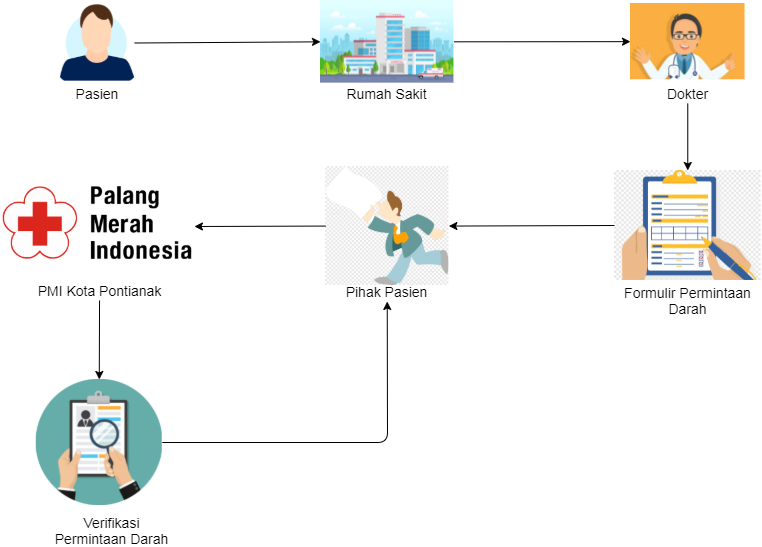 Pasien
Rumah Sakit
Dokter
Palang
Merah
Indonesia
PMI Kota Pontianak
Pihak Pasien
Formulir Permintaan
Darah
Verifikasi
Permintaan Darah